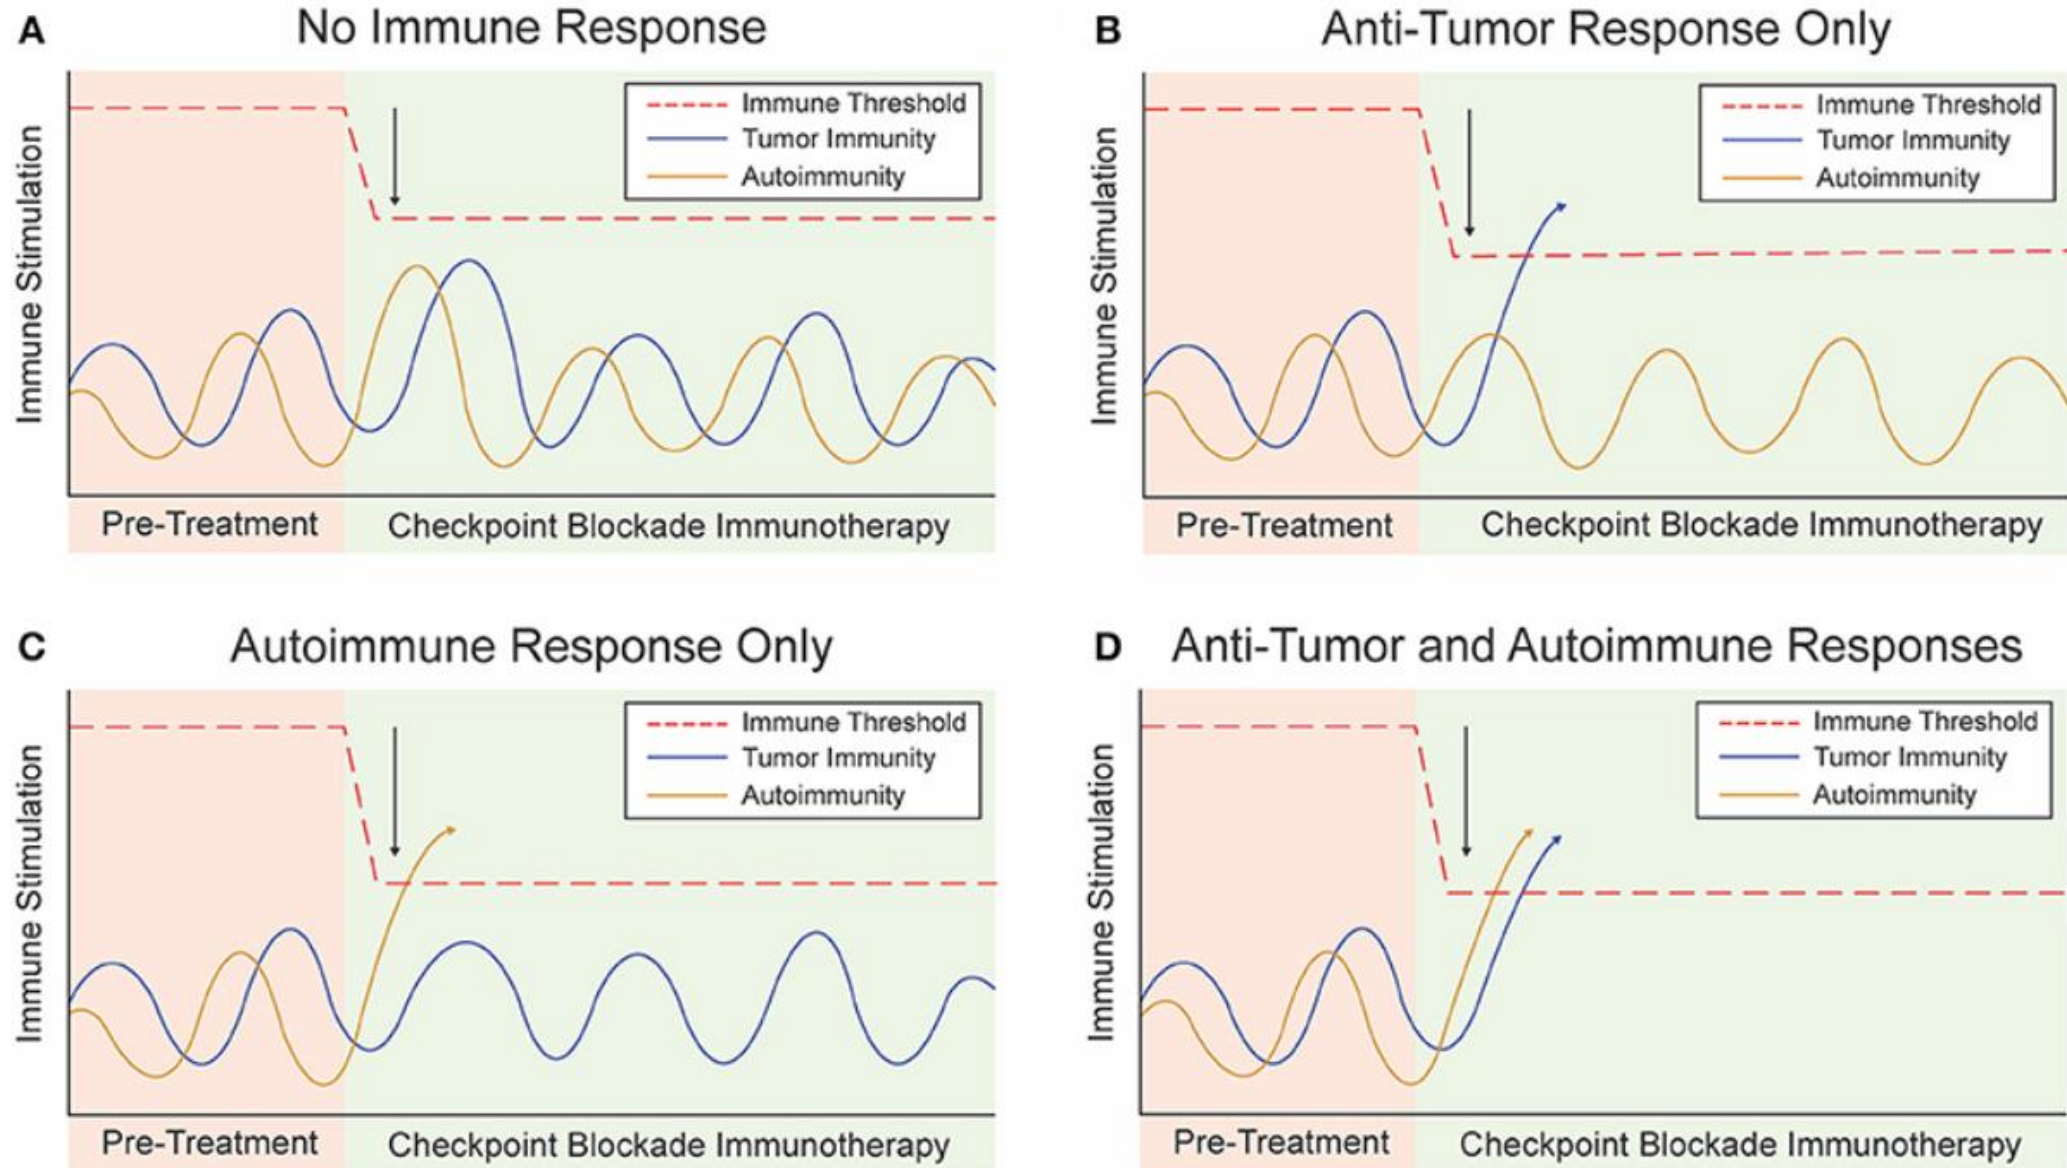 A
No Immune Response
Immune Stimulation
Immune Threshold
Tumor Immunity
Autoimmunity
Pre-Treatment
Checkpoint Blockade Immunotherapy
B
Anti-Tumor Response Only
Immune Stimulation
Immune Threshold
Tumor Immunity
Autoimmunity
Pre-Treatment
Checkpoint Blockade Immunotherapy
C
Autoimmune Response Only
Immune Stimulation
Immune Threshold
Tumor Immunity
Autoimmunity
Pre-Treatment
Checkpoint Blockade Immunotherapy
D
Anti-Tumor and Autoimmune Responses
Immune Stimulation
Immune Threshold
Tumor Immunity
Autoimmunity
Pre-Treatment
Checkpoint Blockade Immunotherapy